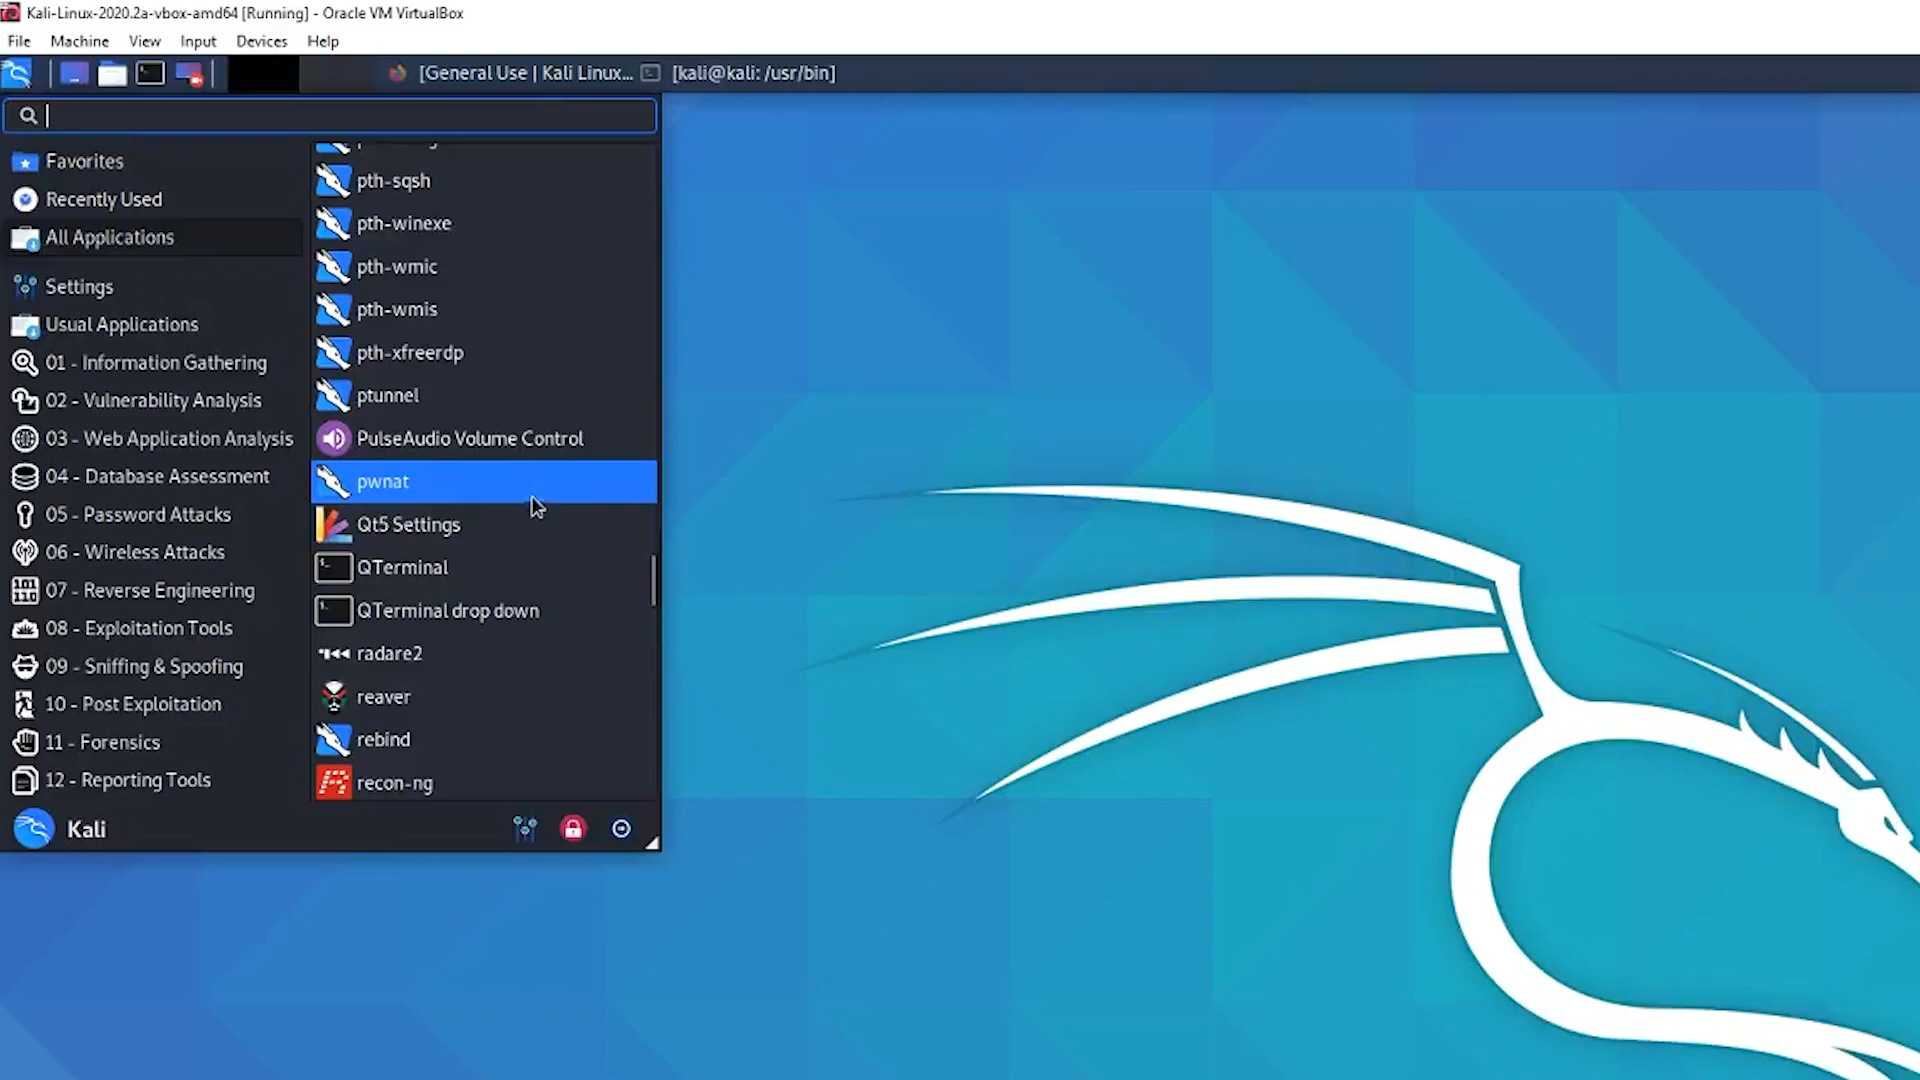 Kali-Linux-2020.2a-vbox-amd64 [Running] - Oracle VM VirtualBox
File Machine View Input Devices Help
[General Use | Kali Linux... [kali@kali: /usr/bin]
Favorites
Recently Used
All Applications
Settings
Usual Applications
01 - Information Gathering
02 - Vulnerability Analysis
03 - Web Application Analysis
04 - Database Assessment
05 - Password Attacks
06 - Wireless Attacks
07 - Reverse Engineering
08 - Exploitation Tools
09 - Sniffing & Spoofing
10 - Post Exploitation
11 - Forensics
12 - Reporting Tools
pth-sqsh
pth-winexe
pth-wmic
pth-wmis
pth-xfreerdp
ptunnel
PulseAudio Volume Control
pwnat
Qt5 Settings
QTerminal
QTerminal drop down
radare2
reaver
rebind
recon-ng
Kali